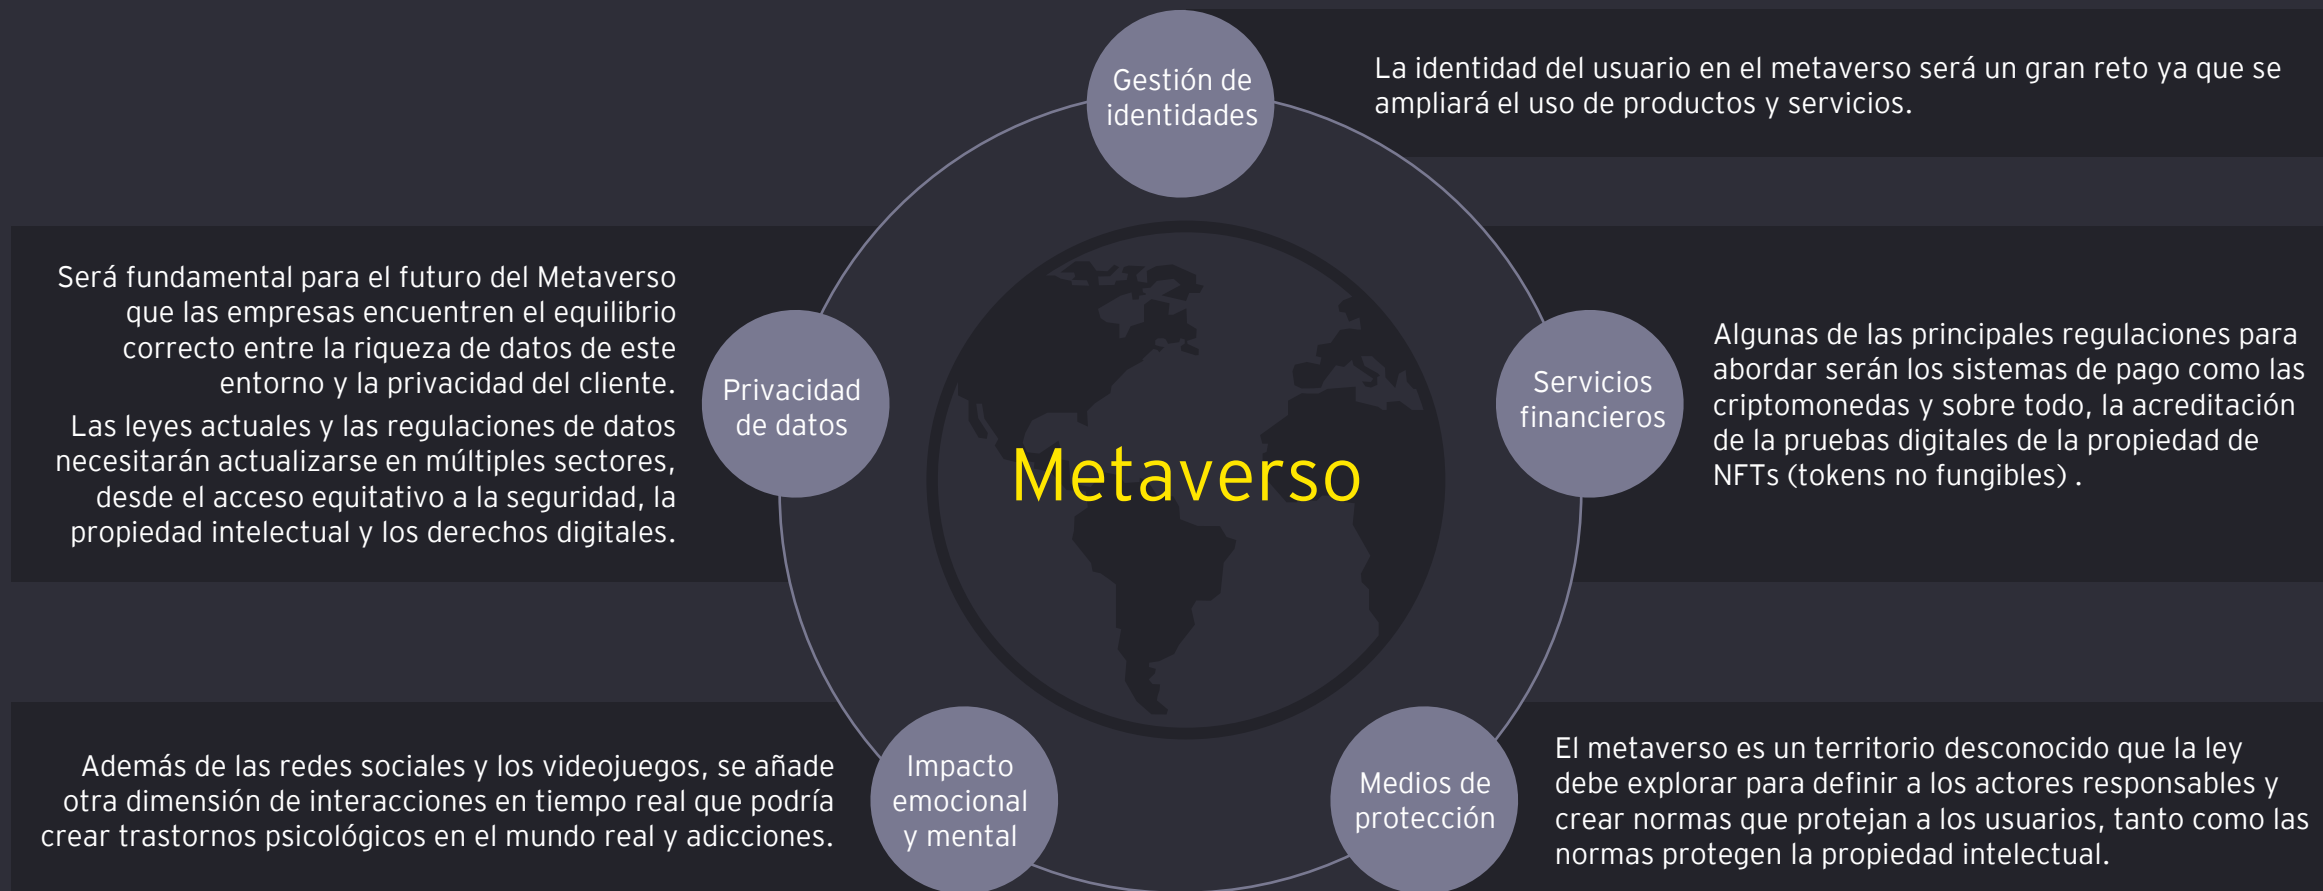 Gestión de
identidades
La identidad del usuario en el metaverso será un gran reto ya que se
ampliará el uso de productos y servicios.
Será fundamental para el futuro del Metaverso
que las empresas encuentren el equilibrio
correcto entre la riqueza de datos de este
entorno y la privacidad del cliente.
Las leyes actuales y las regulaciones de datos
necesitarán actualizarse en múltiples sectores,
desde el acceso equitativo a la seguridad, la
propiedad intelectual y los derechos digitales.
Privacidad
de datos
Metaverso
Servicios
financieros
Algunas de las principales regulaciones para
abordar serán los sistemas de pago como las
criptomonedas y sobre todo, la acreditación
de la pruebas digitales de la propiedad de
NFTs (tokens no fungibles) .
Además de las redes sociales y los videojuegos, se añade
otra dimensión de interacciones en tiempo real que podría
crear trastornos psicológicos en el mundo real y adicciones.
Impacto
emocional
y mental
Medios de
protección
El metaverso es un territorio desconocido que la ley
debe explorar para definir a los actores responsables y
crear normas que protejan a los usuarios, tanto como las
normas protegen la propiedad intelectual.